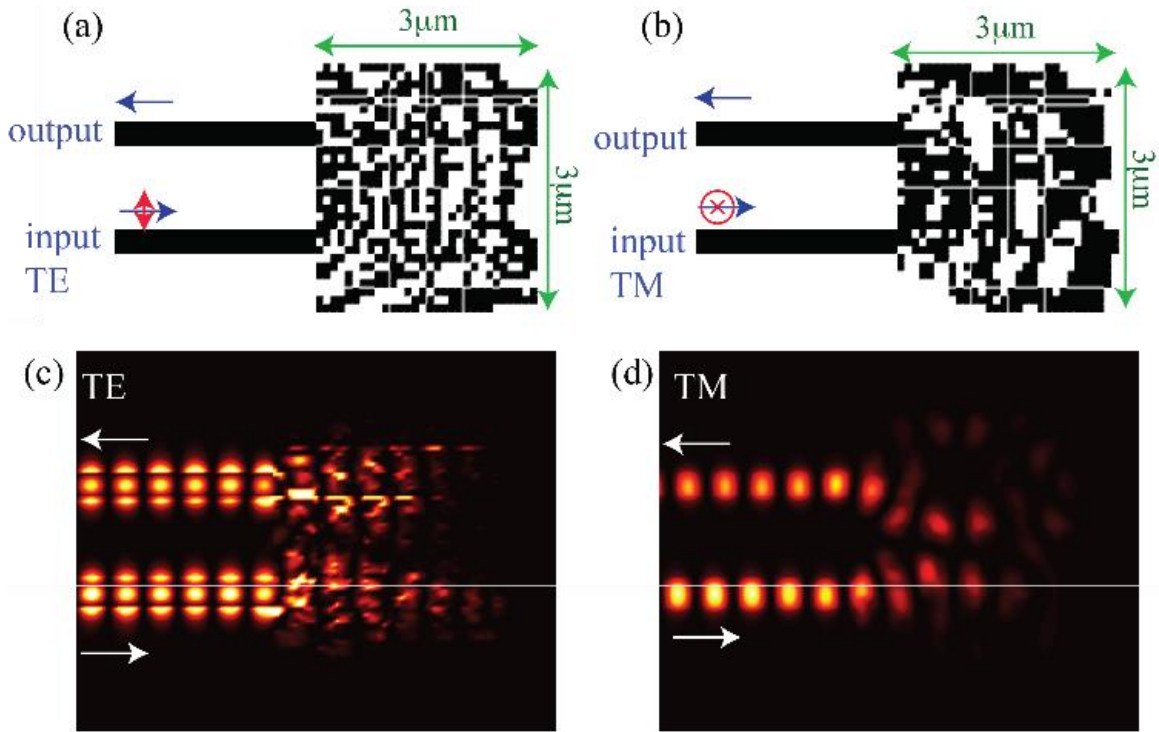 (a)
3μm
output
input
TE
3μm
(b)
3μm
output
input
TM
3μm
(c)
TE
(d)
TM